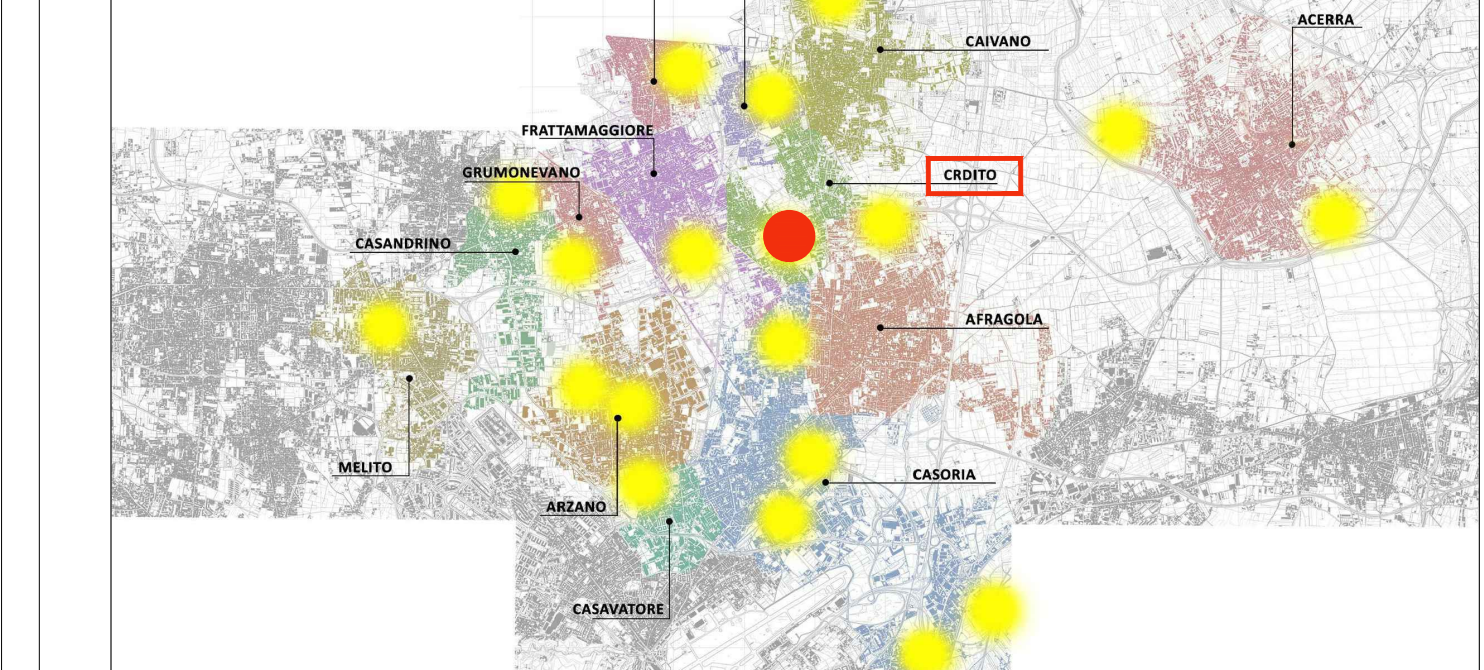 ACERRA
CAIVANO
FRATTAMAGGIORE
GRUMONEVANO
CRDITO
CASANDRINO
AFRAGOLA
MELITO
CASORIA
ARZANO
CASAVATORE